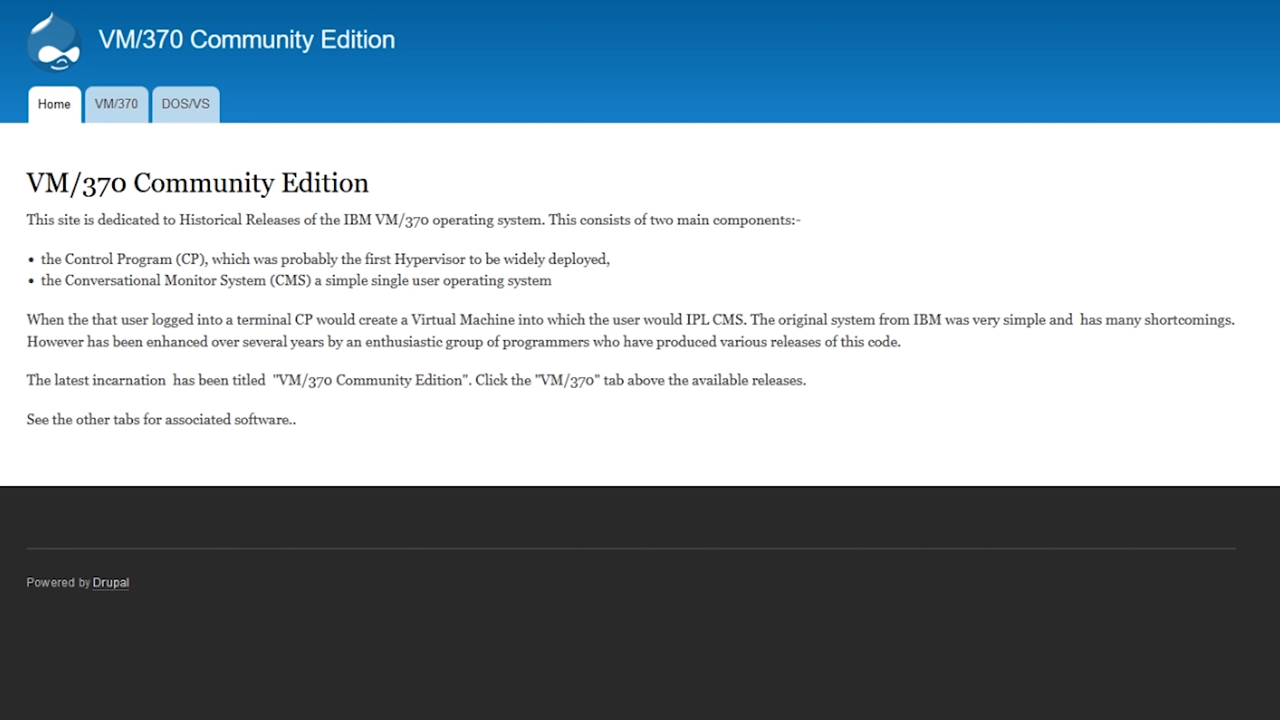 VM/370 Community Edition
Home
VM/370
DOS/VS
VM/370 Community Edition
This site is dedicated to Historical Releases of the IBM VM/370 operating system. This consists of two main components:-
• the Control Program (CP), which was probably the first Hypervisor to be widely deployed,
• the Conversational Monitor System (CMS) a simple single user operating system
When the that user logged into a terminal CP would create a Virtual Machine into which the user would IPL CMS. The original system from IBM was very simple and  has many shortcomings.
However has been enhanced over several years by an enthusiastic group of programmers who have produced various releases of this code.
The latest incarnation  has been titled  "VM/370 Community Edition". Click the "VM/370" tab above the available releases.
See the other tabs for associated software..
Powered by Drupal